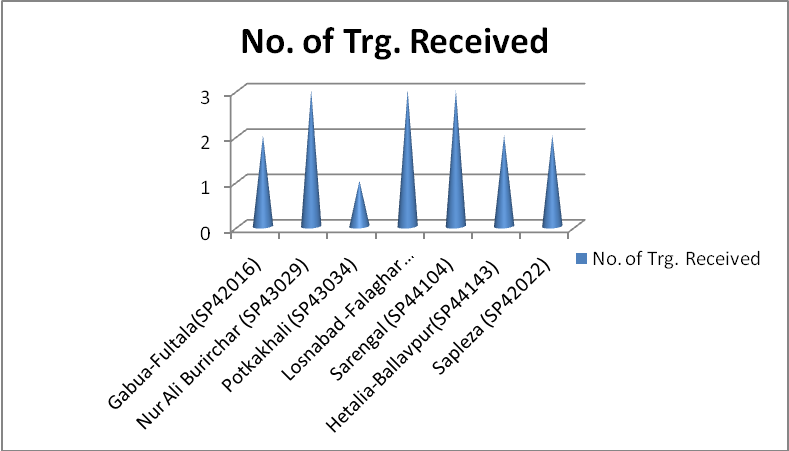 No. of Trg. Received
3
2
1
0
Gabua-Fultala(SP42016)
Nur Ali Burirchar (SP43029)
Potkakhali (SP43034)
Losnabad -Falaghar ...
Sarengal (SP44104)
Hetalia-Ballavpur(SP44143)
Sapleza (SP42022)
No. of Trg. Received